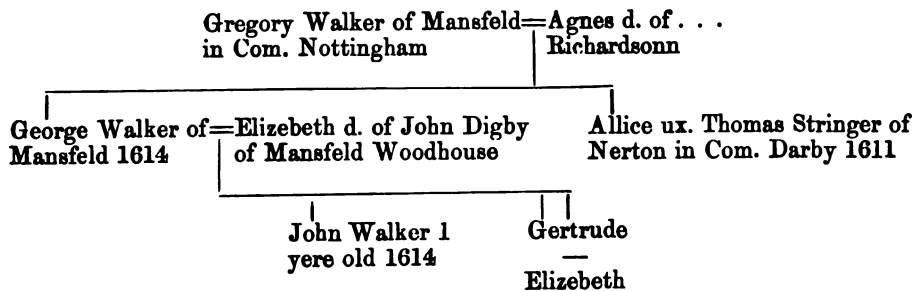 Gregory Walker of Mansfeld=Agnes d. of . . .
in Com. Nottingham Richardsonn
George Walker of=Elizebeth d. of John Digby
Mansfeld 1614 of Mansfeld Woodhouse
Allice ux. Thomas Stringer of
Nerton in Com. Darby 1611
John Walker 1
yere old 1614
Gertrude
—
Elizebeth